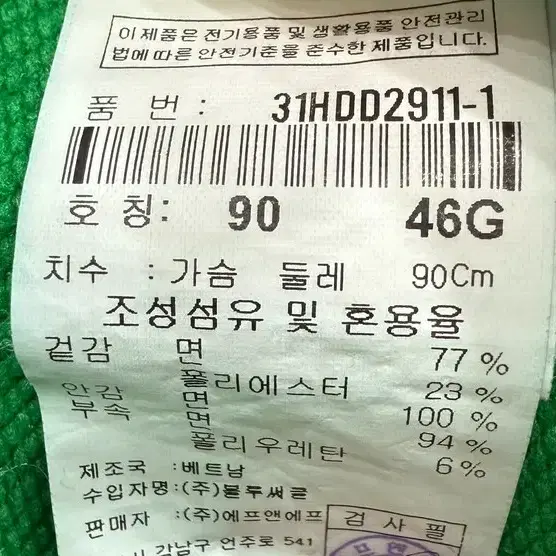 이 제품은 전기용품 및 생활용품 안전관리
법에 따른 안전기준을 준수한 제품입니다.
품 번 : 31HDD2911-1
호 칭: 90 46G
치수 : 가슴 둘레 90Cm
조성섬유 및 혼용율
겉감 면 77 %
폴리에스터 23 %
안감 면 100 %
부속 면 94 %
폴리우레탄 6 %
제조국 : 베트남
수입자명 : (주)블루써클
판매자 : (주)에프앤에프
강남구 언주로 541
검 사 필